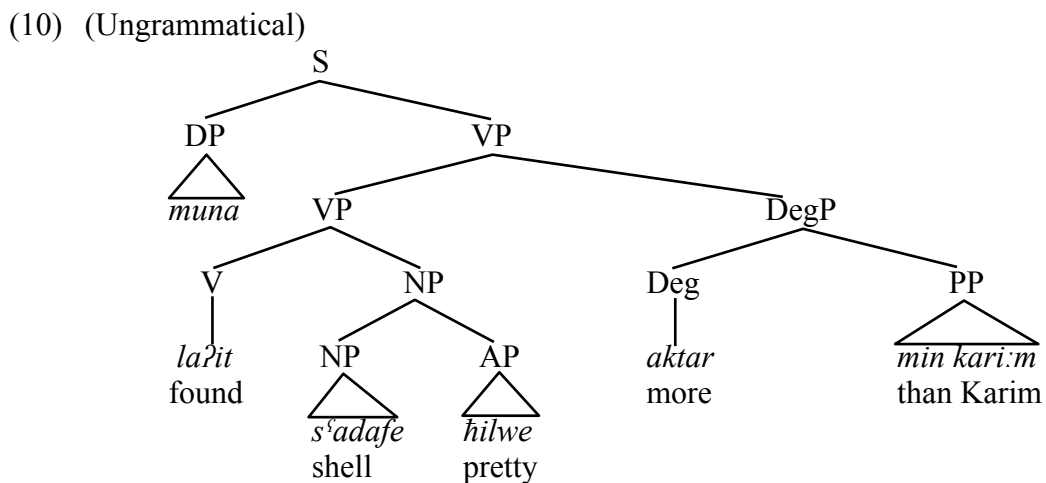 (10) (Ungrammatical)
S
DP VP
muna
VP DegP
V NP Deg PP
laʔit NP AP aktar min kari:m
found more than Karim
sˤadafe ħilwe
shell pretty